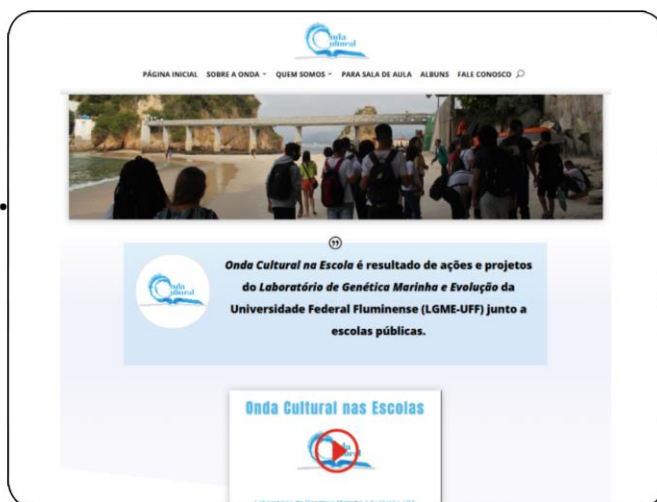 Onda
Cultural
PÁGINA INICIAL SOBRE A ONDA QUEM SOMOS PARA SALA DE AULA ALBUNS FALE CONOSCO
Onda Cultural na Escola é resultado de ações e projetos
do Laboratório de Genética Marinha e Evolução da
Universidade Federal Fluminense (LGME-UFF) junto a
escolas públicas.
Onda
Cultural
Onda Cultural nas Escolas